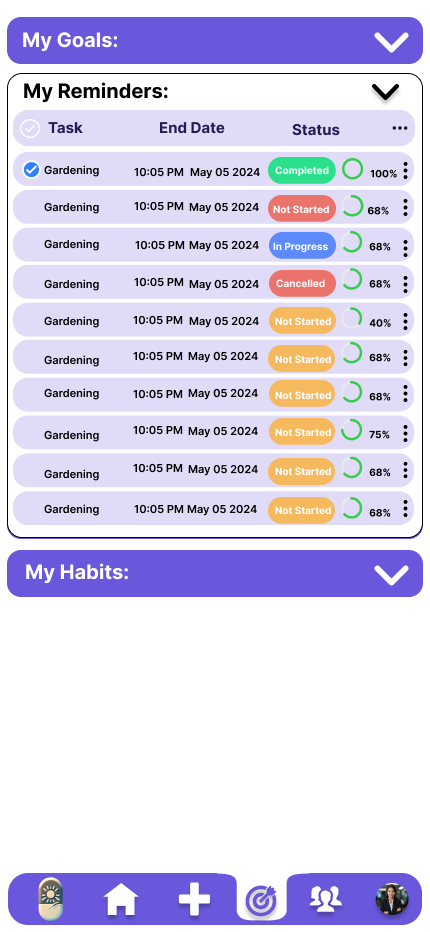 My Goals:
My Reminders:
Task End Date Status
Gardening 10:05 PM May 05 2024 Completed 100%
Gardening 10:05 PM May 05 2024 Not Started 68%
Gardening 10:05 PM May 05 2024 In Progress 68%
Gardening 10:05 PM May 05 2024 Cancelled 68%
Gardening 10:05 PM May 05 2024 Not Started 40%
Gardening 10:05 PM May 05 2024 Not Started 68%
Gardening 10:05 PM May 05 2024 Not Started 68%
Gardening 10:05 PM May 05 2024 Not Started 75%
Gardening 10:05 PM May 05 2024 Not Started 68%
Gardening 10:05 PM May 05 2024 Not Started 68%
My Habits: